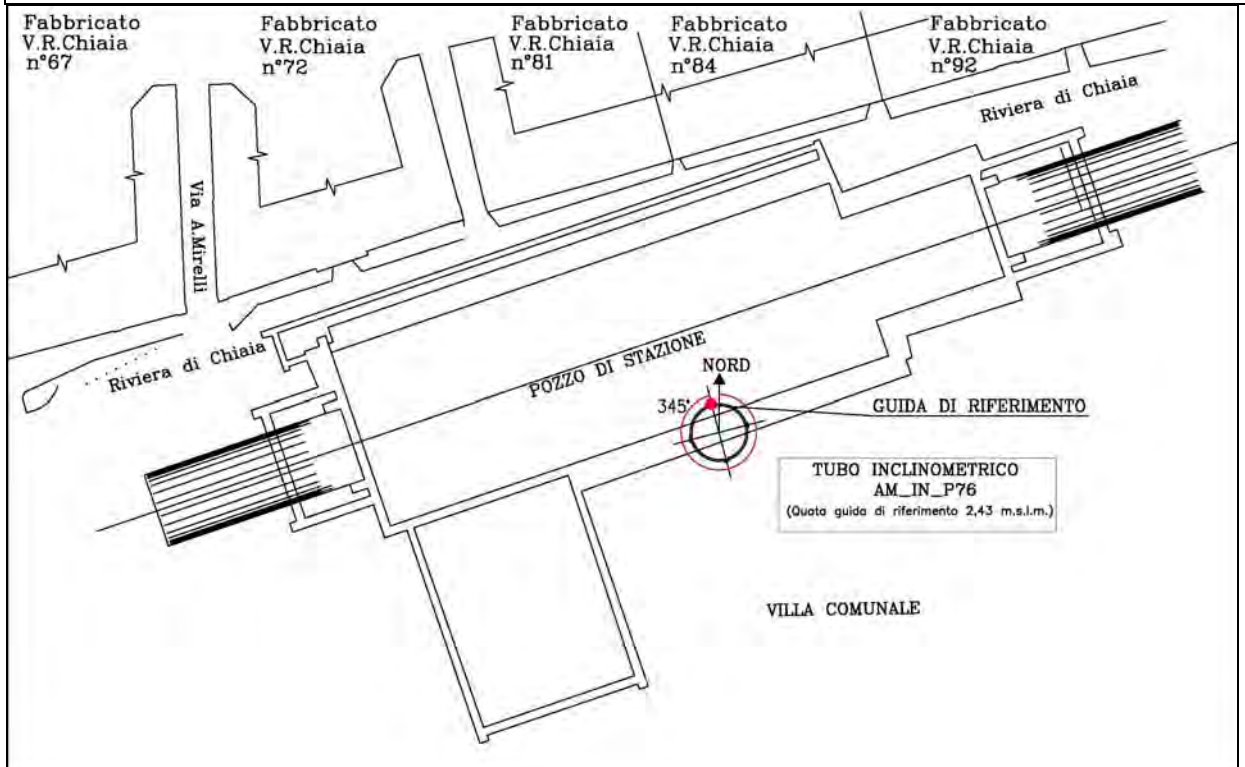 Fabbricato
V.R.Chiaia
n°67
Fabbricato
V.R.Chiaia
n°72
Fabbricato
V.R.Chiaia
n°81
Fabbricato
V.R.Chiaia
n°84
Fabbricato
V.R.Chiaia
n°92
Riviera di Chiaia
Via A.Mirelli
Riviera di Chiaia
POZZO DI STAZIONE
NORD
345°
GUIDA DI RIFERIMENTO
TUBO INCLINOMETRICO
AM_IN_P76
(Quota guida di riferimento 2,43 m.s.l.m.)
VILLA COMUNALE